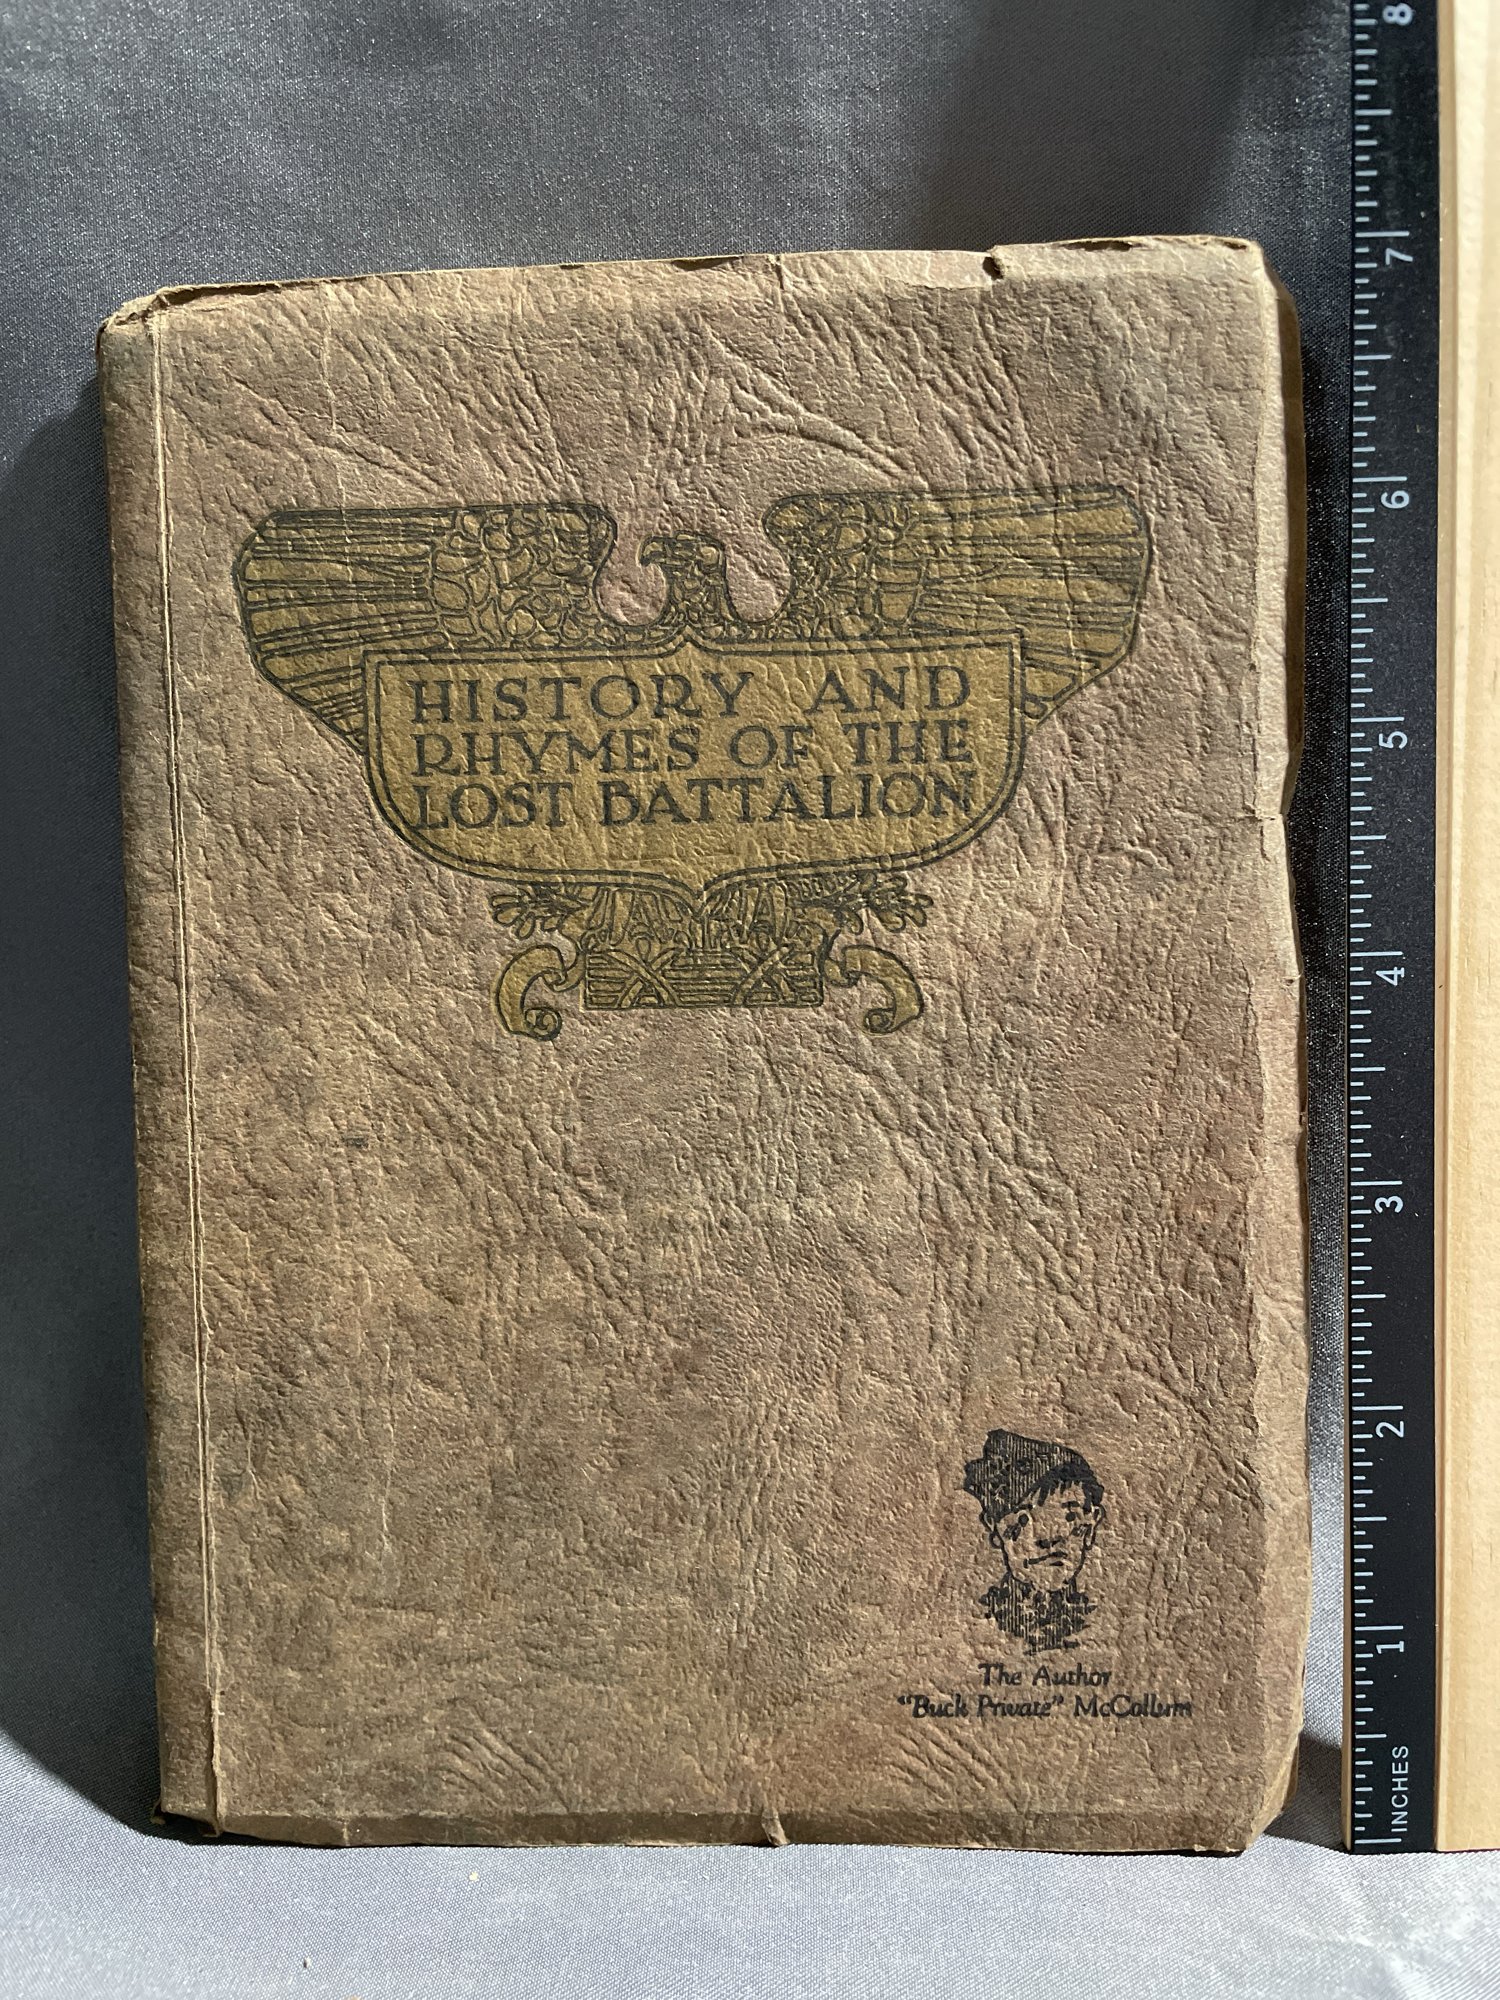 HISTORY AND
RHYMES OF THE
LOST BATTALION
The Author
"Buck Private" McCollum
8
7
6
5
4
3
2
1
INCHES